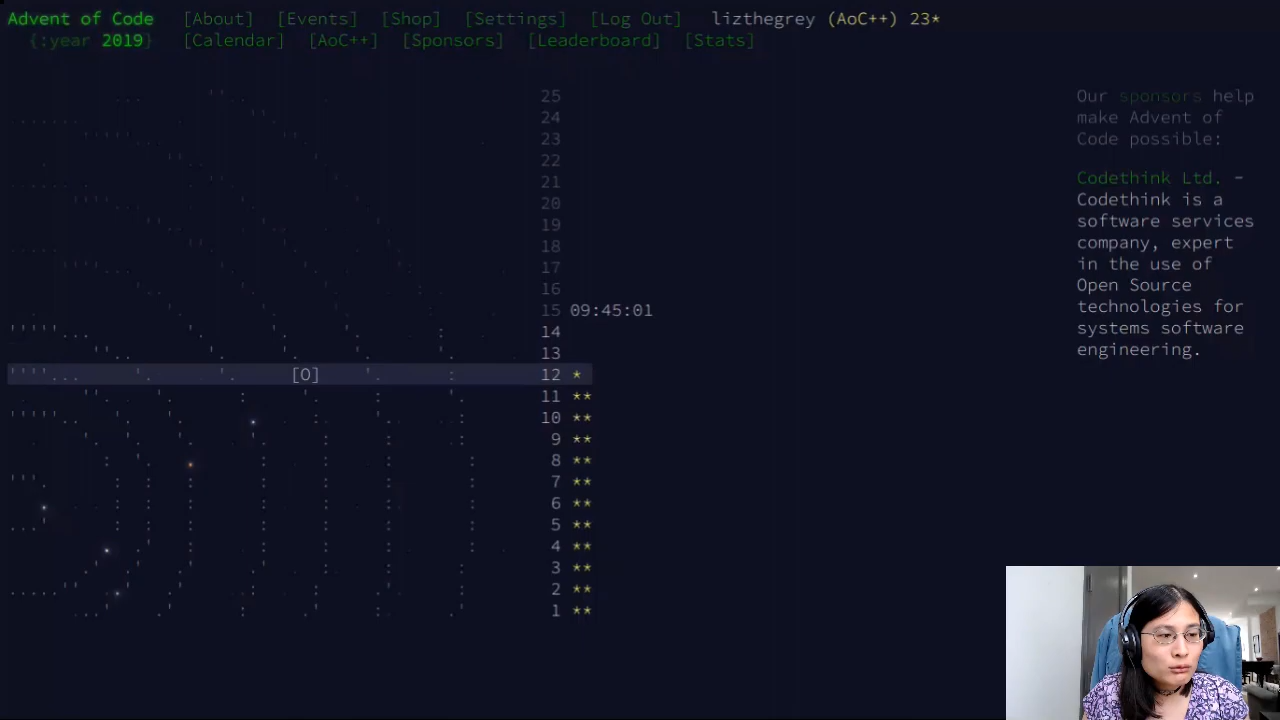 Advent of Code [About] [Events] [Shop] [Settings] [Log Out] lizthegrey (AoC++) 23*
{:year 2019} [Calendar] [AoC++] [Sponsors] [Leaderboard] [Stats]
25
24
23
22
21
20
19
18
17
16
15 09:45:01
14
13
[O] 12 *
11 **
10 **
9 **
8 **
7 **
6 **
5 **
4 **
3 **
2 **
1 **
Our sponsors help
make Advent of
Code possible:
Codethink Ltd. -
Codethink is a
software services
company, expert
in the use of
Open Source
technologies for
systems software
engineering.